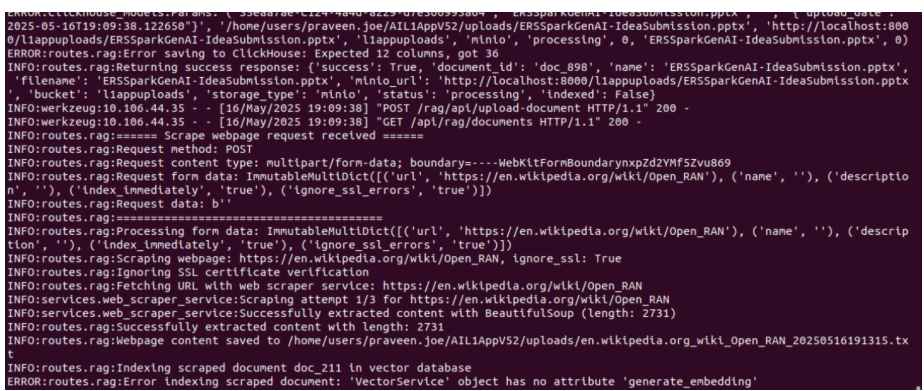 2025-05-16T19:09:38.122650"}', '/home/users/praveen.joe/AIL1AppV52/uploads/ERSSparkGenAI-IdeaSubmission.pptx', 'http://localhost:800
0/l1appuploads/ERSSparkGenAI-IdeaSubmission.pptx', 'l1appuploads', 'minio', 'processing', 0, 'ERSSparkGenAI-IdeaSubmission.pptx', 0)
ERROR:routes.rag:Error saving to ClickHouse: Expected 12 columns, got 36
INFO:routes.rag:Returning success response: {'success': True, 'document_id': 'doc_898', 'name': 'ERSSparkGenAI-IdeaSubmission.pptx',
 'filename': 'ERSSparkGenAI-IdeaSubmission.pptx', 'minio_url': 'http://localhost:8000/l1appuploads/ERSSparkGenAI-IdeaSubmission.pptx
', 'bucket': 'l1appuploads', 'storage_type': 'minio', 'status': 'processing', 'indexed': False}
INFO:werkzeug:10.106.44.35 - - [16/May/2025 19:09:38] "POST /rag/api/upload-document HTTP/1.1" 200 -
INFO:werkzeug:10.106.44.35 - - [16/May/2025 19:09:38] "GET /api/rag/documents HTTP/1.1" 200 -
INFO:routes.rag:====== Scrape webpage request received ======
INFO:routes.rag:Request method: POST
INFO:routes.rag:Request content type: multipart/form-data; boundary=----WebKitFormBoundarynxpZd2YMf5Zvu869
INFO:routes.rag:Request form data: ImmutableMultiDict([('url', 'https://en.wikipedia.org/wiki/Open_RAN'), ('name', ''), ('descriptio
n', ''), ('index_immediately', 'true'), ('ignore_ssl_errors', 'true')])
INFO:routes.rag:Request data: b''
INFO:routes.rag:========================================
INFO:routes.rag:Processing form data: ImmutableMultiDict([('url', 'https://en.wikipedia.org/wiki/Open_RAN'), ('name', ''), ('descrip
tion', ''), ('index_immediately', 'true'), ('ignore_ssl_errors', 'true')])
INFO:routes.rag:Scraping webpage: https://en.wikipedia.org/wiki/Open_RAN, ignore_ssl: True
INFO:routes.rag:Ignoring SSL certificate verification
INFO:routes.rag:Fetching URL with web scraper service: https://en.wikipedia.org/wiki/Open_RAN
INFO:services.web_scraper_service:Scraping attempt 1/3 for https://en.wikipedia.org/wiki/Open_RAN
INFO:services.web_scraper_service:Successfully extracted content with BeautifulSoup (length: 2731)
INFO:routes.rag:Successfully extracted content with length: 2731
INFO:routes.rag:Webpage content saved to /home/users/praveen.joe/AIL1AppV52/uploads/en.wikipedia.org_wiki_Open_RAN_20250516191315.tx
t
INFO:routes.rag:Indexing scraped document doc_211 in vector database
ERROR:routes.rag:Error indexing scraped document: 'VectorService' object has no attribute 'generate_embedding'